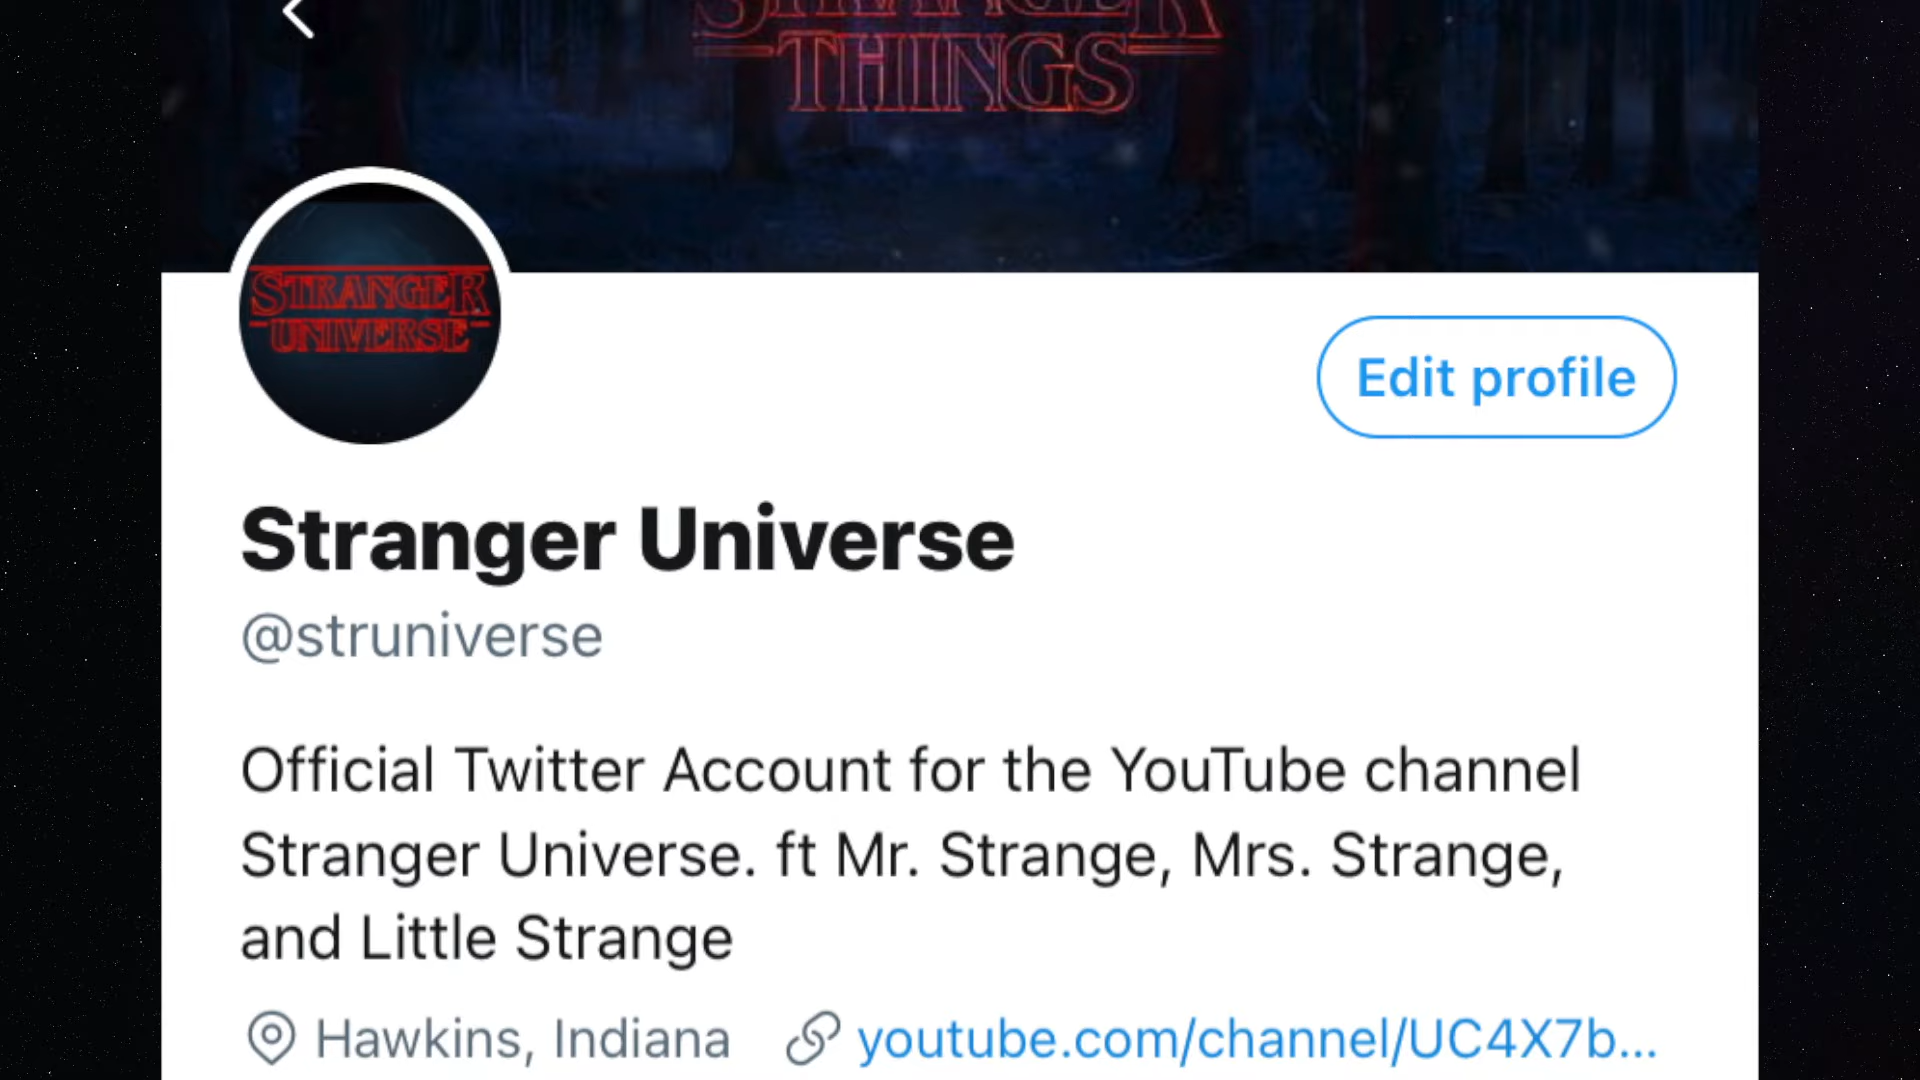 STRANGER
THINGS
STRANGER
UNIVERSE
Edit profile
Stranger Universe
@struniverse
Official Twitter Account for the YouTube channel
Stranger Universe. ft Mr. Strange, Mrs. Strange,
and Little Strange
Hawkins, Indiana youtube.com/channel/UC4X7b...